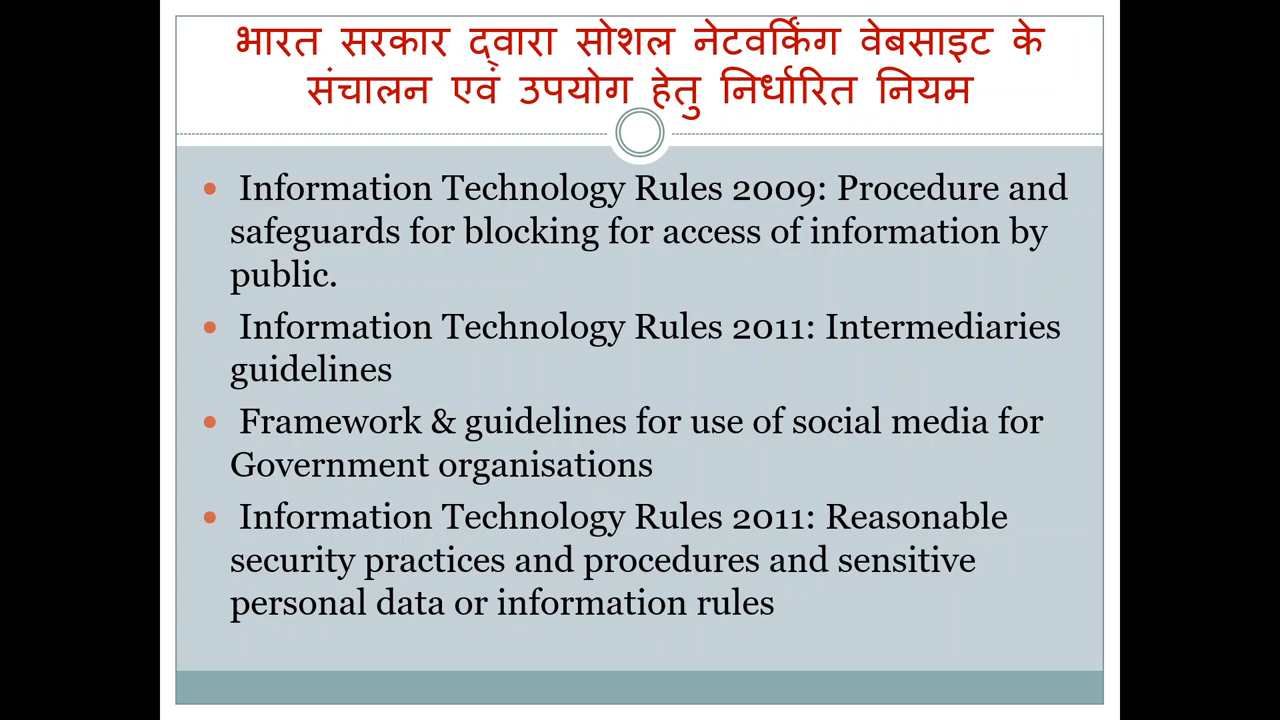 भारत सरकार द्वारा सोशल नेटवर्किंग वेबसाइट के
संचालन एवं उपयोग हेतु निर्धारित नियम
• Information Technology Rules 2009: Procedure and
safeguards for blocking for access of information by
public.
• Information Technology Rules 2011: Intermediaries
guidelines
• Framework & guidelines for use of social media for
Government organisations
• Information Technology Rules 2011: Reasonable
security practices and procedures and sensitive
personal data or information rules